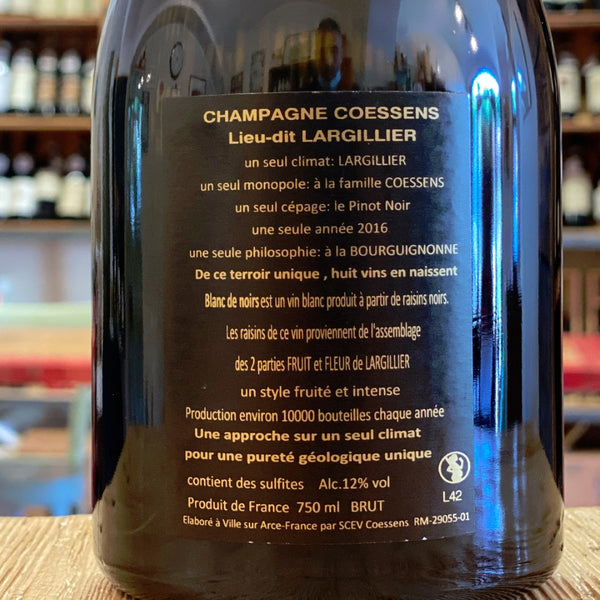 CHAMPAGNE COESSENS
Lieu-dit LARGILLIER
un seul climat: LARGILLIER
un seul monopole: à la famille COESSENS
un seul cépage: le Pinot Noir
une seule année 2016
une seule philosophie: à la BOURGUIGNONNE
De ce terroir unique , huit vins en naissent
Blanc de noirs est un vin blanc produit à partir de raisins noirs.
Les raisins de ce vin proviennent de l'assemblage
des 2 parties FRUIT et FLEUR de LARGILLIER
un style fruité et intense
Production environ 10000 bouteilles chaque année
Une approche sur un seul climat
pour une pureté géologique unique
contient des sulfites Alc.12% vol
Produit de France 750 ml BRUT
L42
Elaboré à Ville sur Arce-France par SCEV Coessens RM-29055-01